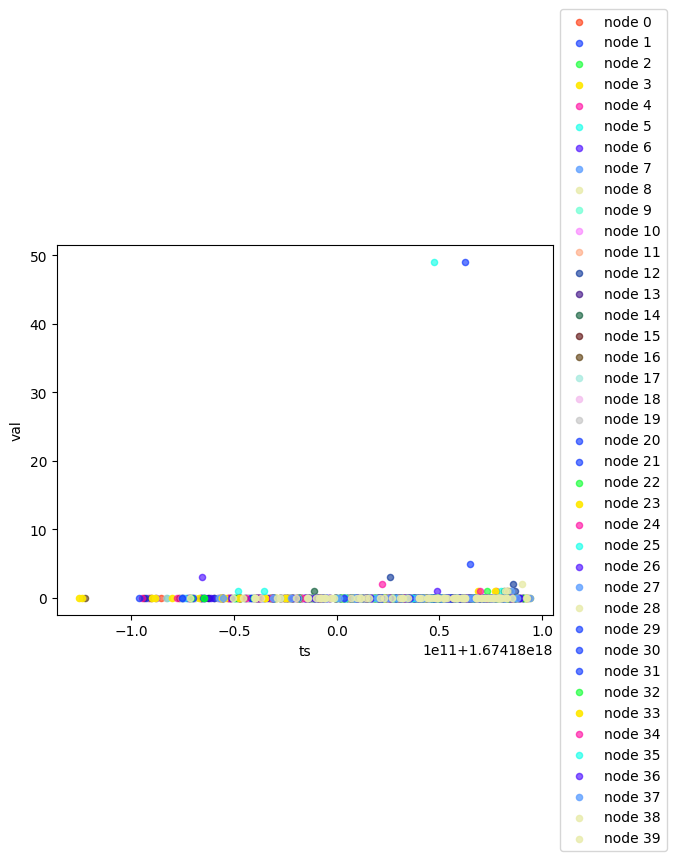 50
40
30
20
10
0
val
−1.0
−0.5
0.0
0.5
1.0
ts
1e11+1.67418e18
node 0
node 1
node 2
node 3
node 4
node 5
node 6
node 7
node 8
node 9
node 10
node 11
node 12
node 13
node 14
node 15
node 16
node 17
node 18
node 19
node 20
node 21
node 22
node 23
node 24
node 25
node 26
node 27
node 28
node 29
node 30
node 31
node 32
node 33
node 34
node 35
node 36
node 37
node 38
node 39